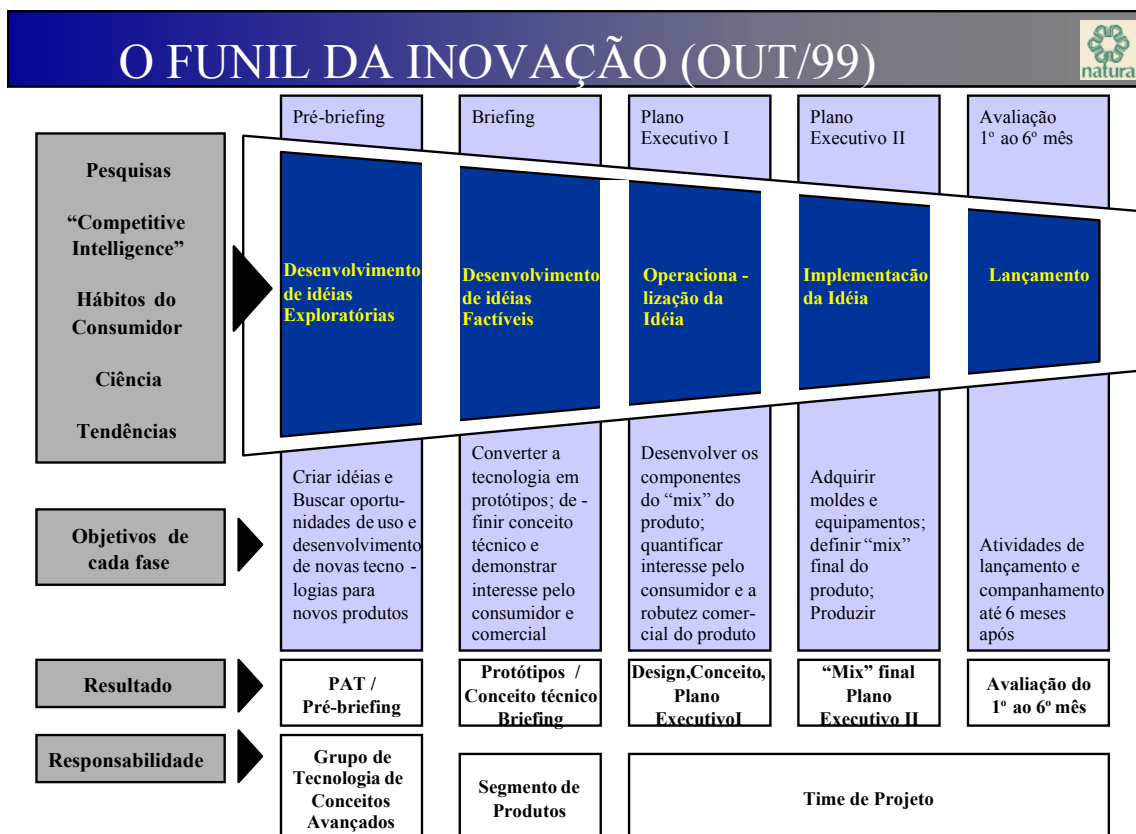 O FUNIL DA INOVAÇÃO (OUT/99)
natura
Pré-briefing
Briefing
Plano
Executivo I
Plano
Executivo II
Avaliação
1º ao 6º mês
Pesquisas
“Competitive
Intelligence”
Hábitos do
Consumidor
Ciência
Tendências
Desenvolvimento
de idéias
Exploratórias
Desenvolvimento
de idéias
Factíveis
Operaciona -
lização da
Idéia
Implementacão
da Idéia
Lançamento
Objetivos de
cada fase
Criar idéias e
Buscar oportu-
nidades de uso e
desenvolvimento
de novas tecno -
logias para
novos produtos
Converter a
tecnologia em
protótipos; de -
finir conceito
técnico e
demonstrar
interesse pelo
consumidor e
comercial
Desenvolver os
componentes
do “mix” do
produto;
quantificar
interesse pelo
consumidor e a
robutez comer-
cial do produto
Adquirir
moldes e
equipamentos;
definir “mix”
final do
produto;
Produzir
Atividades de
lançamento e
companhamento
até 6 meses
após
Resultado
PAT /
Pré-briefing
Protótipos /
Conceito técnico
Briefing
Design,Conceito,
Plano
ExecutivoI
“Mix” final
Plano
Executivo II
Avaliação do
1º ao 6º mês
Responsabilidade
Grupo de
Tecnologia de
Conceitos
Avançados
Segmento de
Produtos
Time de Projeto